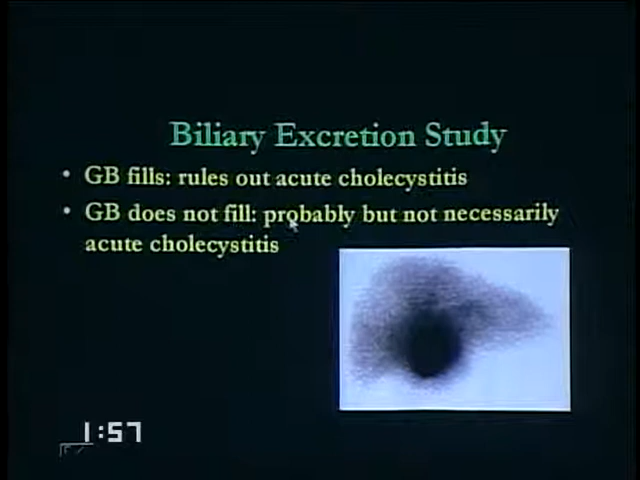 Biliary Excretion Study
• GB fills: rules out acute cholecystitis
• GB does not fill: probably but not necessarily
acute cholecystitis
1:57